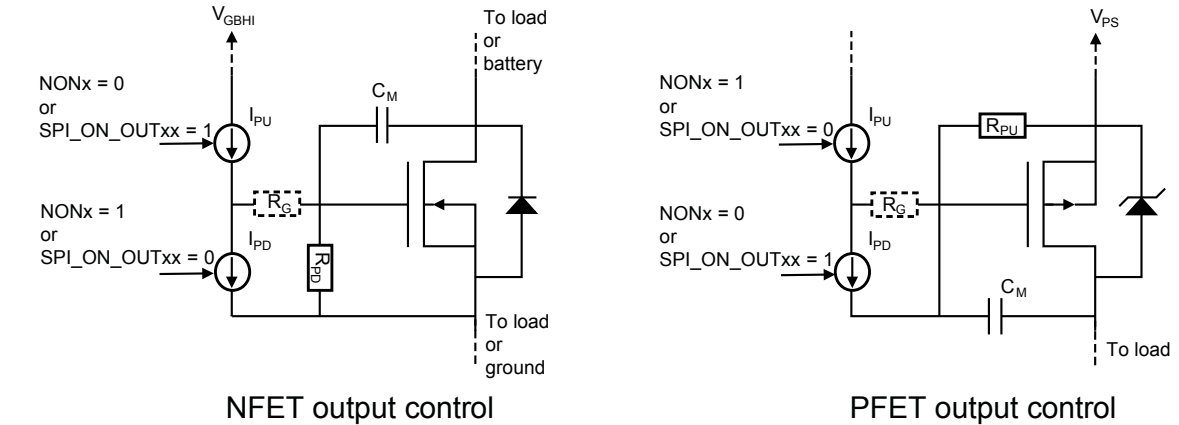 V_GBHI
To load
or
battery
NONx = 0
or
SPI_ON_OUTxx = 1
I_PU
C_M
R_G
NONx = 1
or
SPI_ON_OUTxx = 0
I_PD
R_PD
To load
or
ground
NFET output control
V_PS
NONx = 1
or
SPI_ON_OUTxx = 0
I_PU
R_PU
R_G
NONx = 0
or
SPI_ON_OUTxx = 1
I_PD
C_M
To load
PFET output control